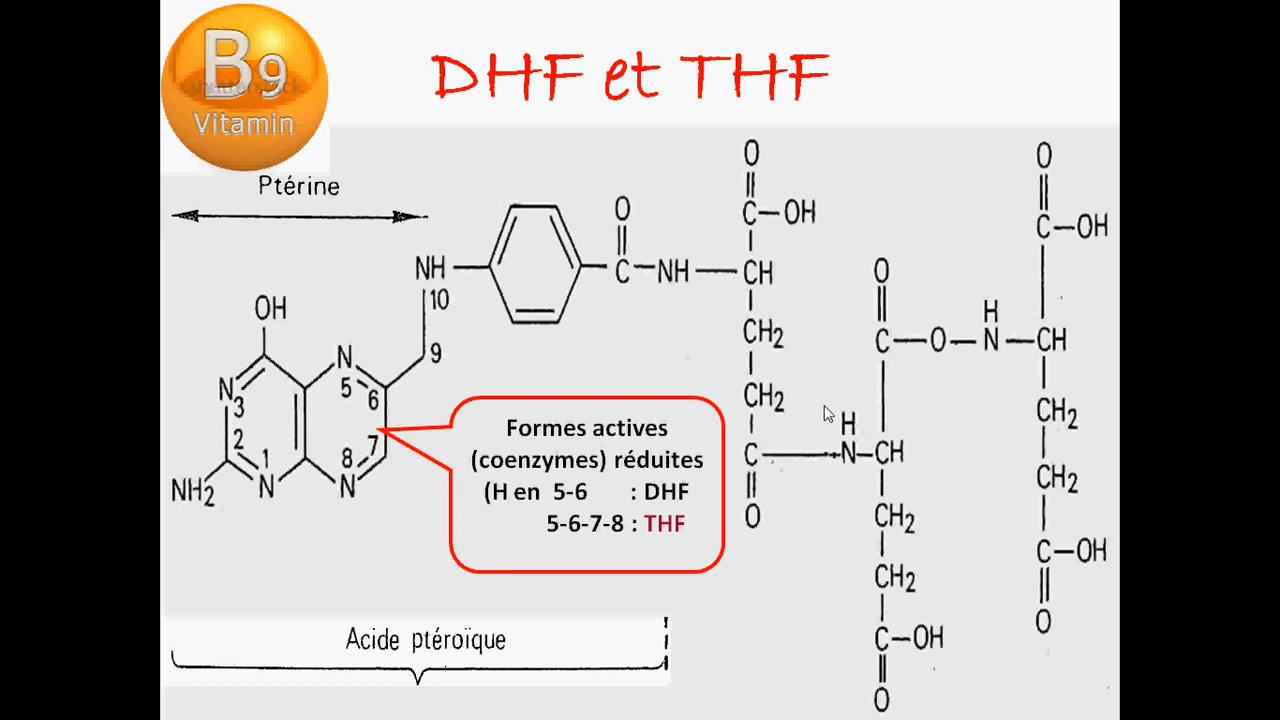 B9
Vitamin
DHF et THF
Ptérine
OH
N
3
2
1
N
NH2
N
5
6
7
8
N
9
10
NH
O
C
NH
O
C OH
CH
CH2
CH2
C
O
H
N
O
C O
CH
CH2
CH2
C OH
O
H
N
O
C OH
CH
CH2
CH2
C OH
O
Formes actives
(coenzymes) réduites
(H en 5-6 : DHF
5-6-7-8 : THF
Acide ptéroïque